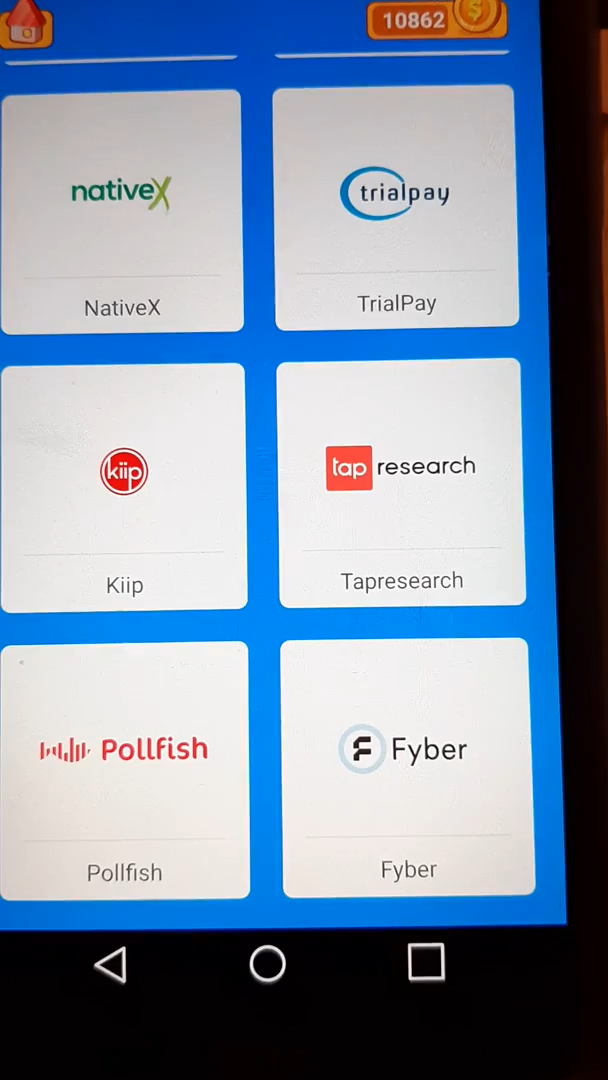 10862
nativeX
trialpay
NativeX
TrialPay
kiip
tap research
Kiip
Tapresearch
Pollfish
Fyber
Pollfish
Fyber